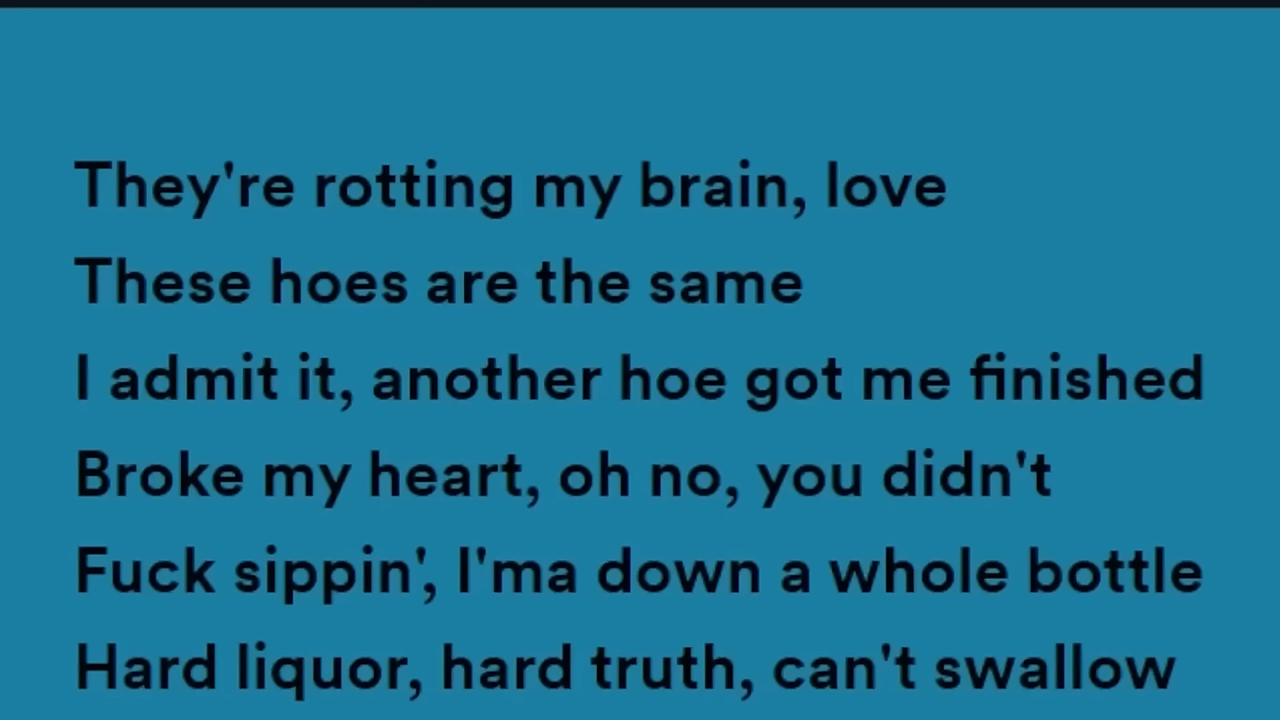 They're rotting my brain, love
These hoes are the same
I admit it, another hoe got me finished
Broke my heart, oh no, you didn't
Fuck sippin', I'ma down a whole bottle
Hard liquor, hard truth, can't swallow